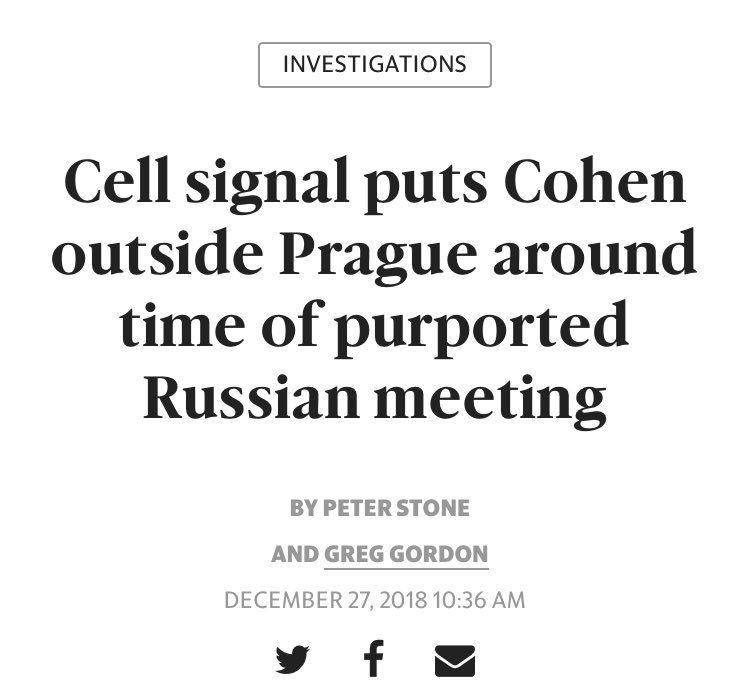 INVESTIGATIONS
Cell signal puts Cohen
outside Prague around
time of purported
Russian meeting
BY PETER STONE
AND GREG GORDON
DECEMBER 27, 2018 10:36 AM